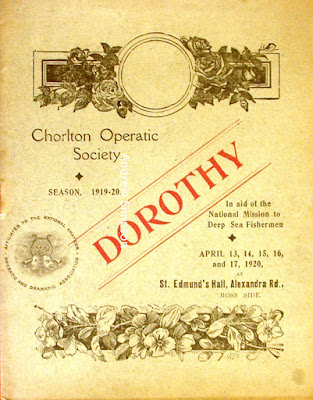 Chorlton Operatic
Society.
SEASON, 1919-20.
DOROTHY
In aid of the
National Mission to
Deep Sea Fishermen
APRIL 13, 14, 15, 16,
and 17, 1920,
AT
St. Edmund's Hall, Alexandra Rd.,
MOSS SIDE.
AFFILIATED TO THE NATIONAL
OPERATIC AND DRAMATIC ASSOCIATION